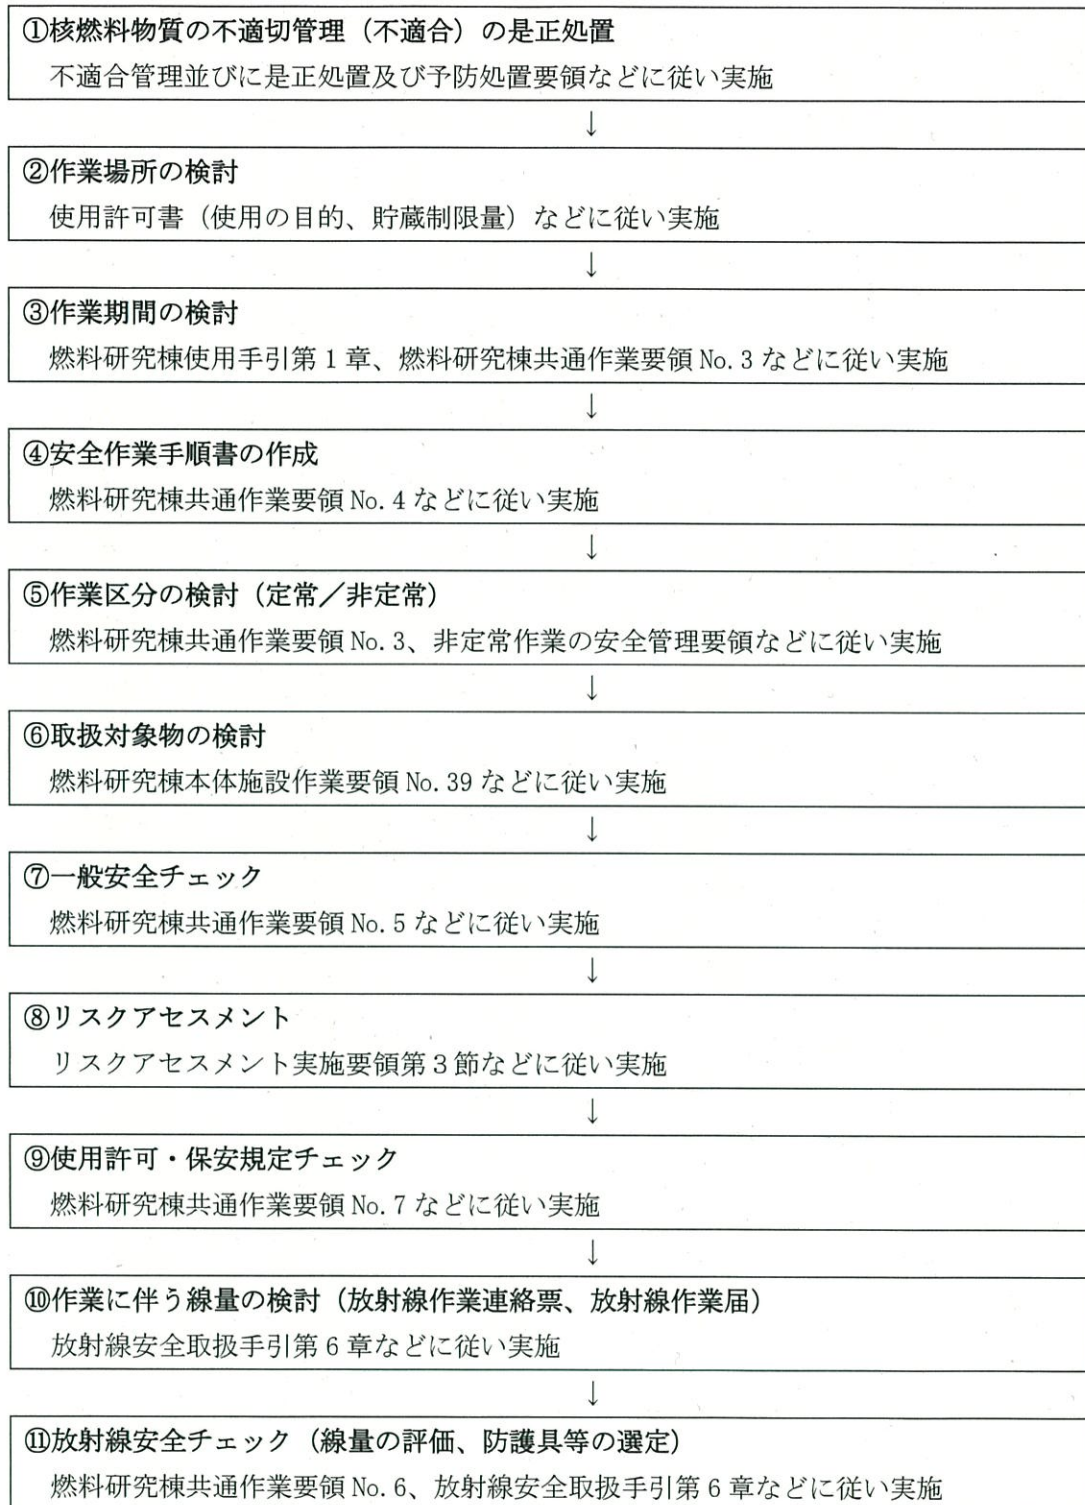 ①核燃料物質の不適切管理（不適合）の是正処置
不適合管理並びに是正処置及び予防処置要領などに従い実施
↓
②作業場所の検討
使用許可書（使用の目的、貯蔵制限量）などに従い実施
↓
③作業期間の検討
燃料研究棟使用手引第1章、燃料研究棟共通作業要領No.3などに従い実施
↓
④安全作業手順書の作成
燃料研究棟共通作業要領No.4などに従い実施
↓
⑤作業区分の検討（定常／非定常）
燃料研究棟共通作業要領No.3、非定常作業の安全管理要領などに従い実施
↓
⑥取扱対象物の検討
燃料研究棟本体施設作業要領No.39などに従い実施
↓
⑦一般安全チェック
燃料研究棟共通作業要領No.5などに従い実施
↓
⑧リスクアセスメント
リスクアセスメント実施要領第3節などに従い実施
↓
⑨使用許可・保安規定チェック
燃料研究棟共通作業要領No.7などに従い実施
↓
⑩作業に伴う線量の検討（放射線作業連絡票、放射線作業届）
放射線安全取扱手引第6章などに従い実施
↓
⑪放射線安全チェック（線量の評価、防護具等の選定）
燃料研究棟共通作業要領No.6、放射線安全取扱手引第6章などに従い実施